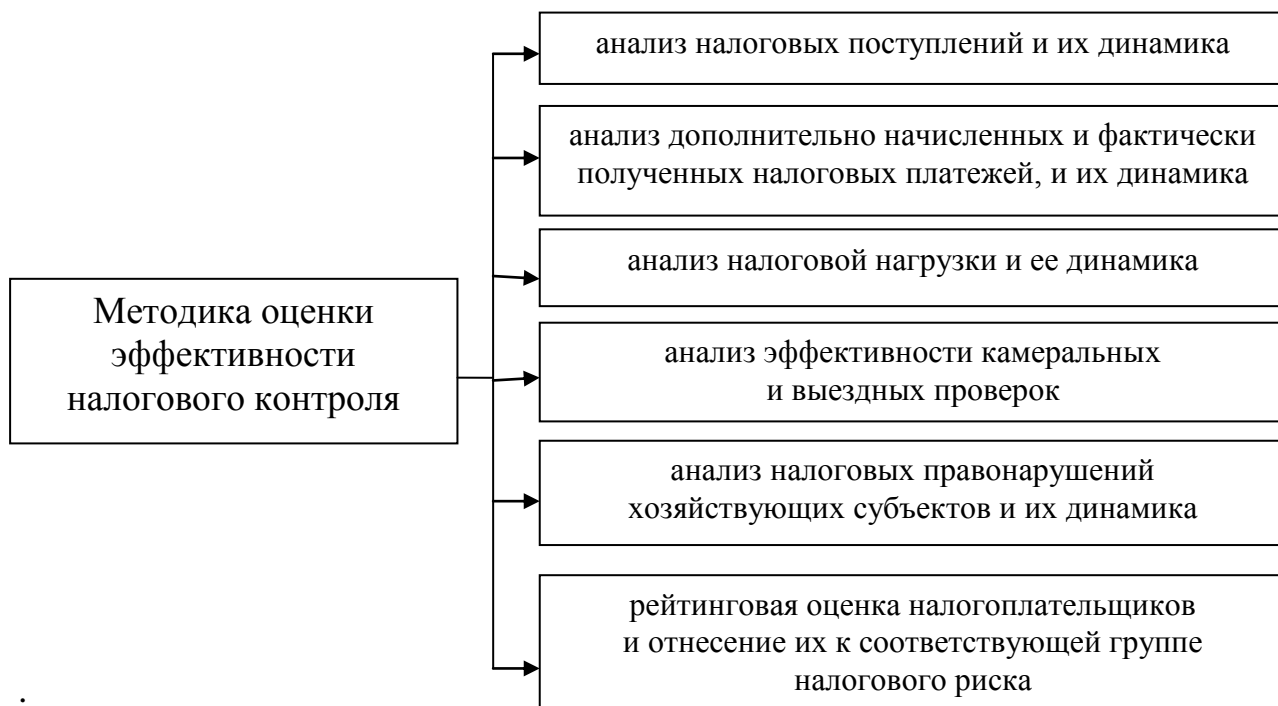 анализ налоговых поступлений и их динамика
анализ дополнительно начисленных и фактически
полученных налоговых платежей, и их динамика
анализ налоговой нагрузки и ее динамика
Методика оценки
эффективности
налогового контроля
анализ эффективности камеральных
и выездных проверок
анализ налоговых правонарушений
хозяйствующих субъектов и их динамика
рейтинговая оценка налогоплательщиков
и отнесение их к соответствующей группе
налогового риска
.